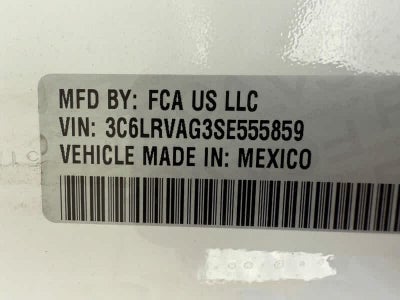 MFD BY: FCA US LLC
VIN: 3C6LRVAG3SE555859
VEHICLE MADE IN: MEXICO